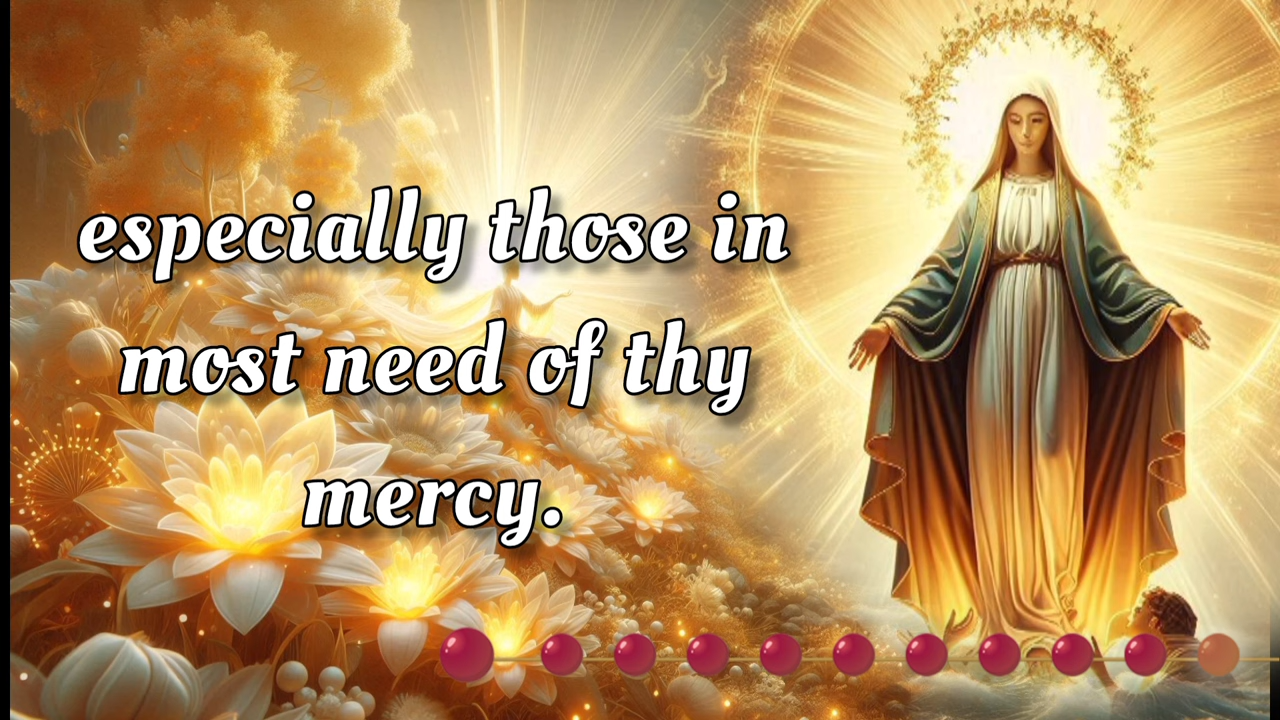 especially those in
most need of thy
mercy.